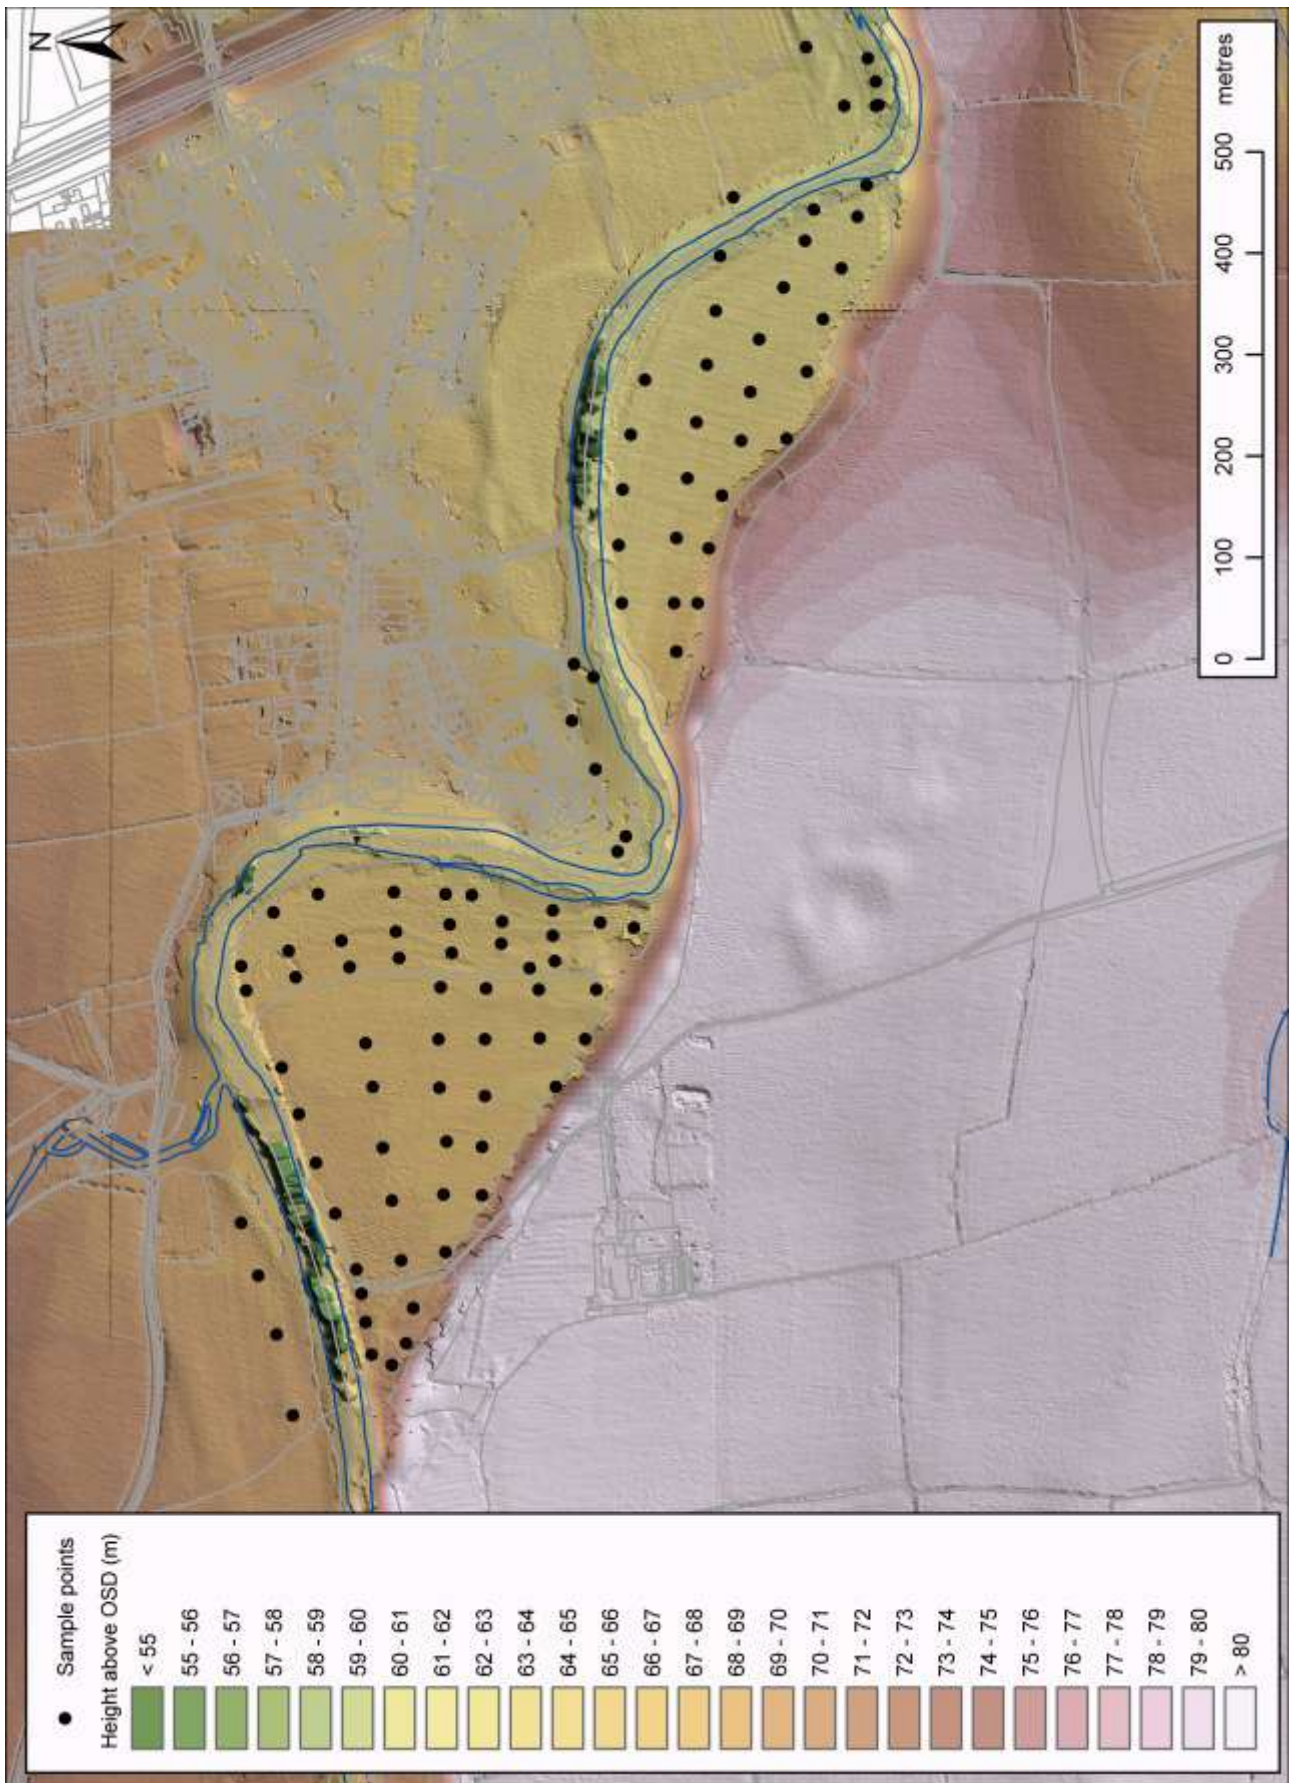 N
Sample points
Height above OSD (m)
< 55
55 - 56
56 - 57
57 - 58
58 - 59
59 - 60
60 - 61
61 - 62
62 - 63
63 - 64
64 - 65
65 - 66
66 - 67
67 - 68
68 - 69
69 - 70
70 - 71
71 - 72
72 - 73
73 - 74
74 - 75
75 - 76
76 - 77
77 - 78
78 - 79
79 - 80
> 80
0 100 200 300 400 500 metres